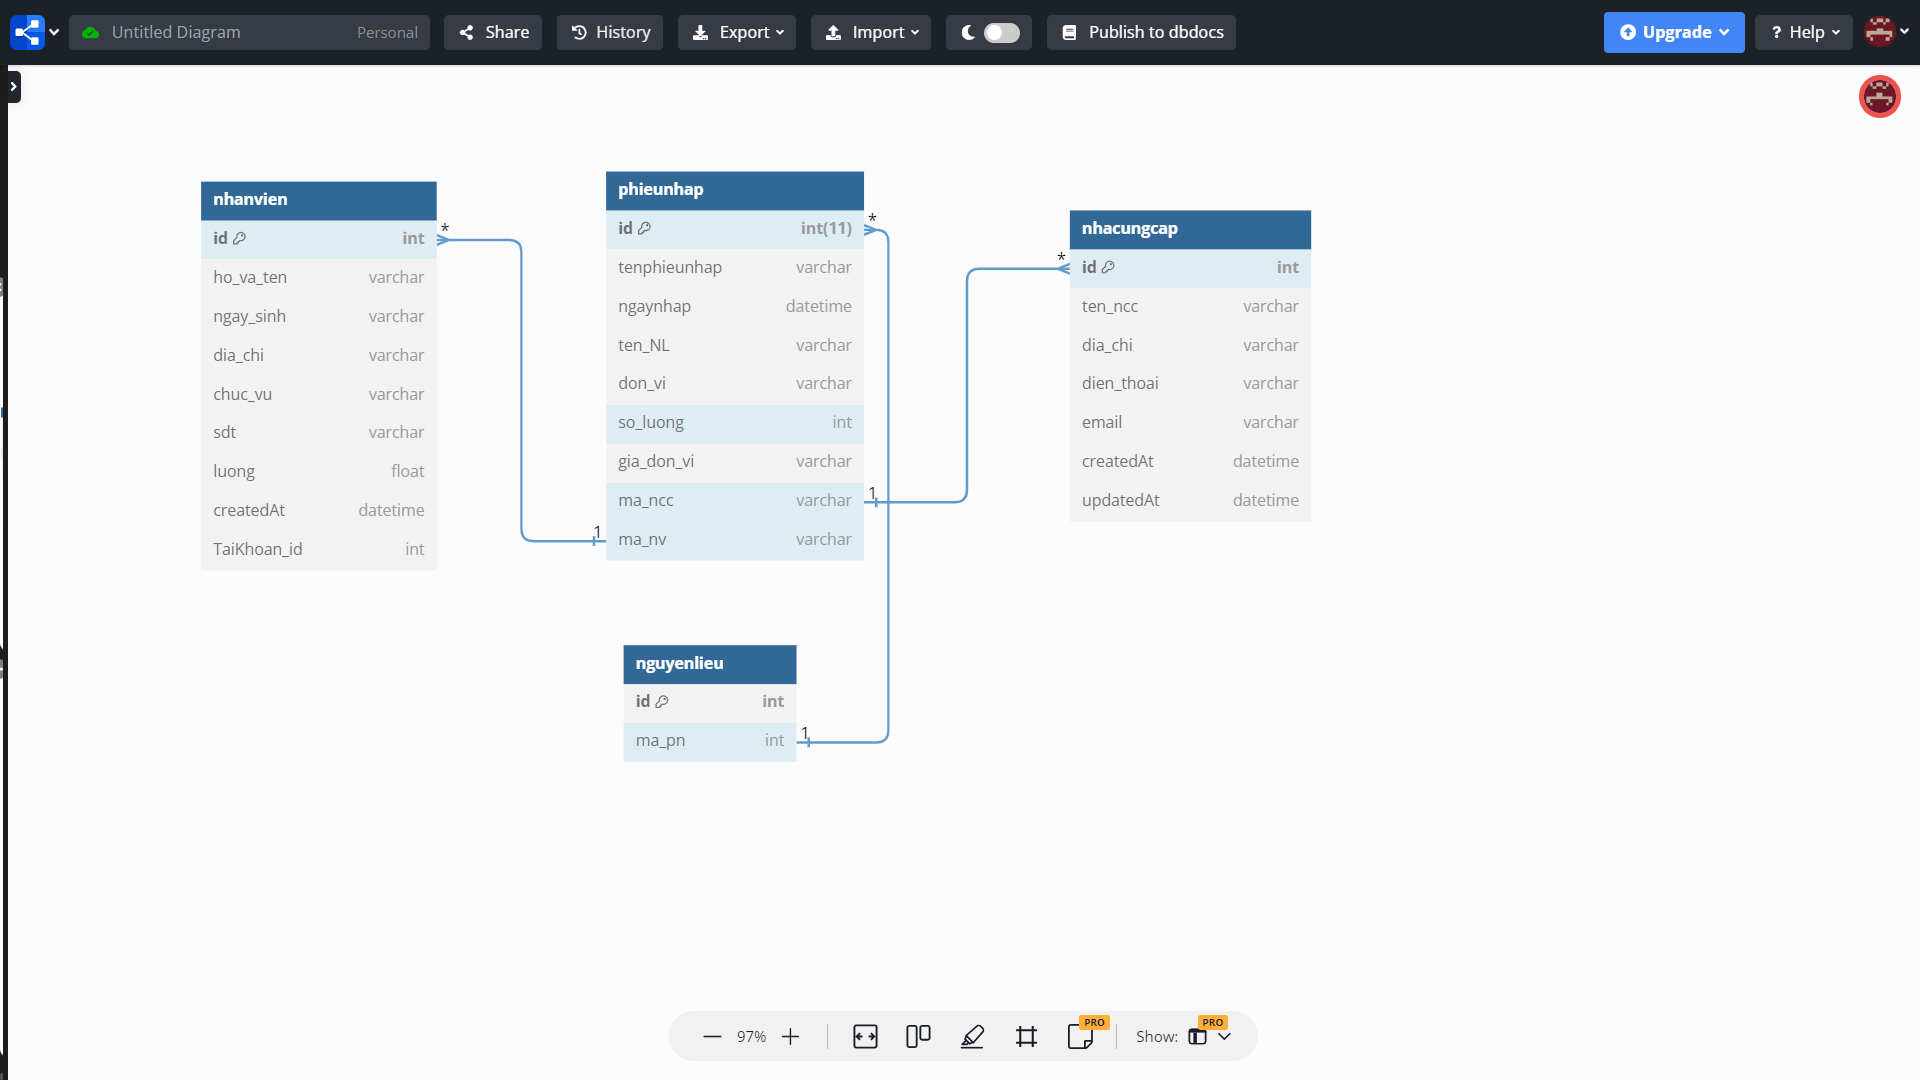 Untitled Diagram Personal Share History Export Import Publish to dbdocs Upgrade ? Help
nhanvien
id int
ho_va_ten varchar
ngay_sinh varchar
dia_chi varchar
chuc_vu varchar
sdt varchar
luong float
createdAt datetime
TaiKhoan_id int
* 1
phieunhap
id int(11)
tenphieunhap varchar
ngaynhap datetime
ten_NL varchar
don_vi varchar
so_luong int
gia_don_vi varchar
ma_ncc varchar
ma_nv varchar
* 1
*
nhacungcap
id int
ten_ncc varchar
dia_chi varchar
dien_thoai varchar
email varchar
createdAt datetime
updatedAt datetime
nguyenlieu
id int
ma_pn int
1
97% PRO Show: PRO